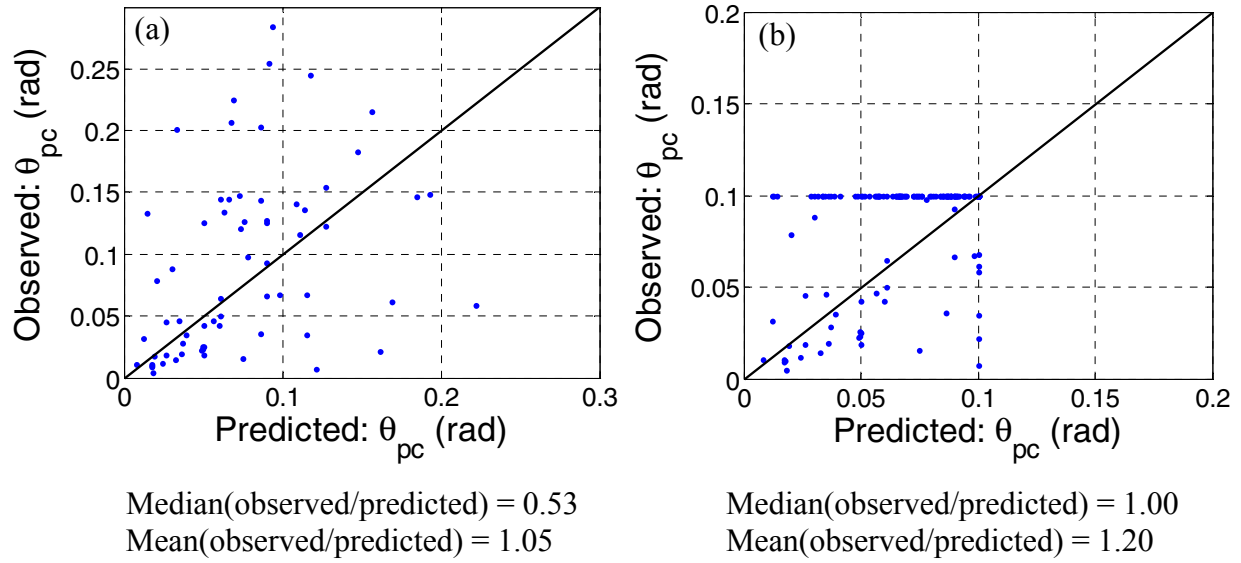 (a)
Observed: θpc (rad)
0.25
0.2
0.15
0.1
0.05
0
0 0.1 0.2 0.3
Predicted: θpc (rad)
Median(observed/predicted) = 0.53
Mean(observed/predicted) = 1.05
(b)
Observed: θpc (rad)
0.2
0.15
0.1
0.05
0
0 0.05 0.1 0.15 0.2
Predicted: θpc (rad)
Median(observed/predicted) = 1.00
Mean(observed/predicted) = 1.20